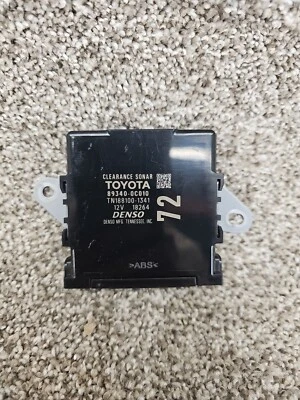 CLEARANCE SONAR
TOYOTA
89340-0C010
TN188100-1341
12V 18264
DENSO
DENSO MFG. TENNESSEE, INC.
72
>ABS<